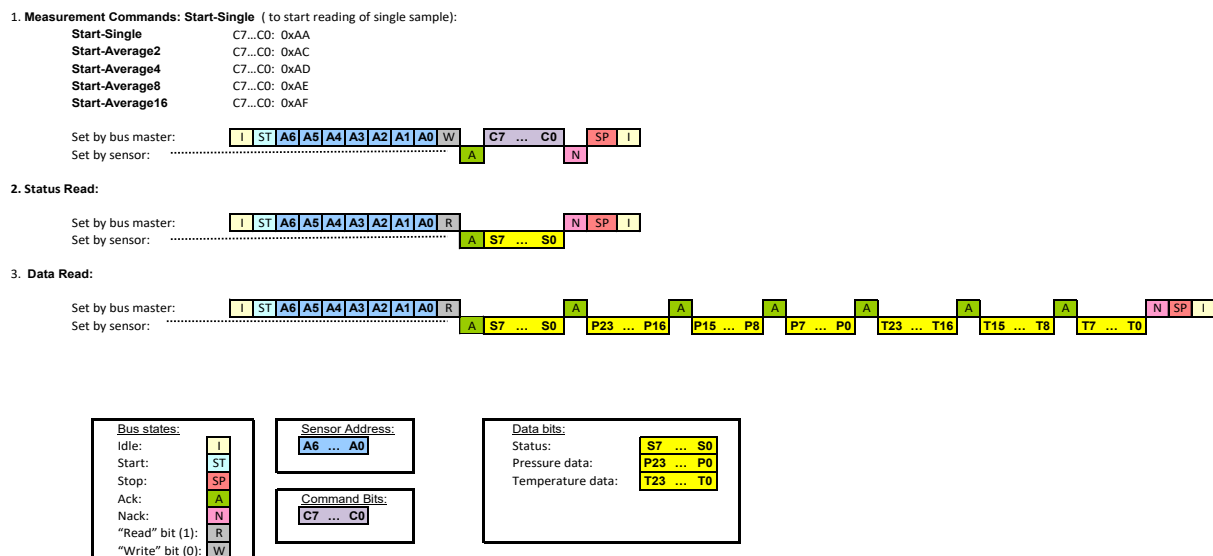 1. Measurement Commands: Start-Single ( to start reading of single sample):
Start-Single C7...C0: 0xAA
Start-Average2 C7...C0: 0xAC
Start-Average4 C7...C0: 0xAD
Start-Average8 C7...C0: 0xAE
Start-Average16 C7...C0: 0xAF
Set by bus master: I ST A6 A5 A4 A3 A2 A1 A0 W C7 ... C0 SP I
Set by sensor: A N
2. Status Read:
Set by bus master: I ST A6 A5 A4 A3 A2 A1 A0 R N SP I
Set by sensor: A S7 ... S0
3. Data Read:
Set by bus master: I ST A6 A5 A4 A3 A2 A1 A0 R A A A A A A N SP I
Set by sensor: A S7 ... S0 P23 ... P16 P15 ... P8 P7 ... P0 T23 ... T16 T15 ... T8 T7 ... T0
Bus states:
Idle: I
Start: ST
Stop: SP
Ack: A
Nack: N
“Read” bit (1): R
“Write” bit (0): W
Sensor Address:
A6 ... A0
Command Bits:
C7 ... C0
Data bits:
Status: S7 ... S0
Pressure data: P23 ... P0
Temperature data: T23 ... T0